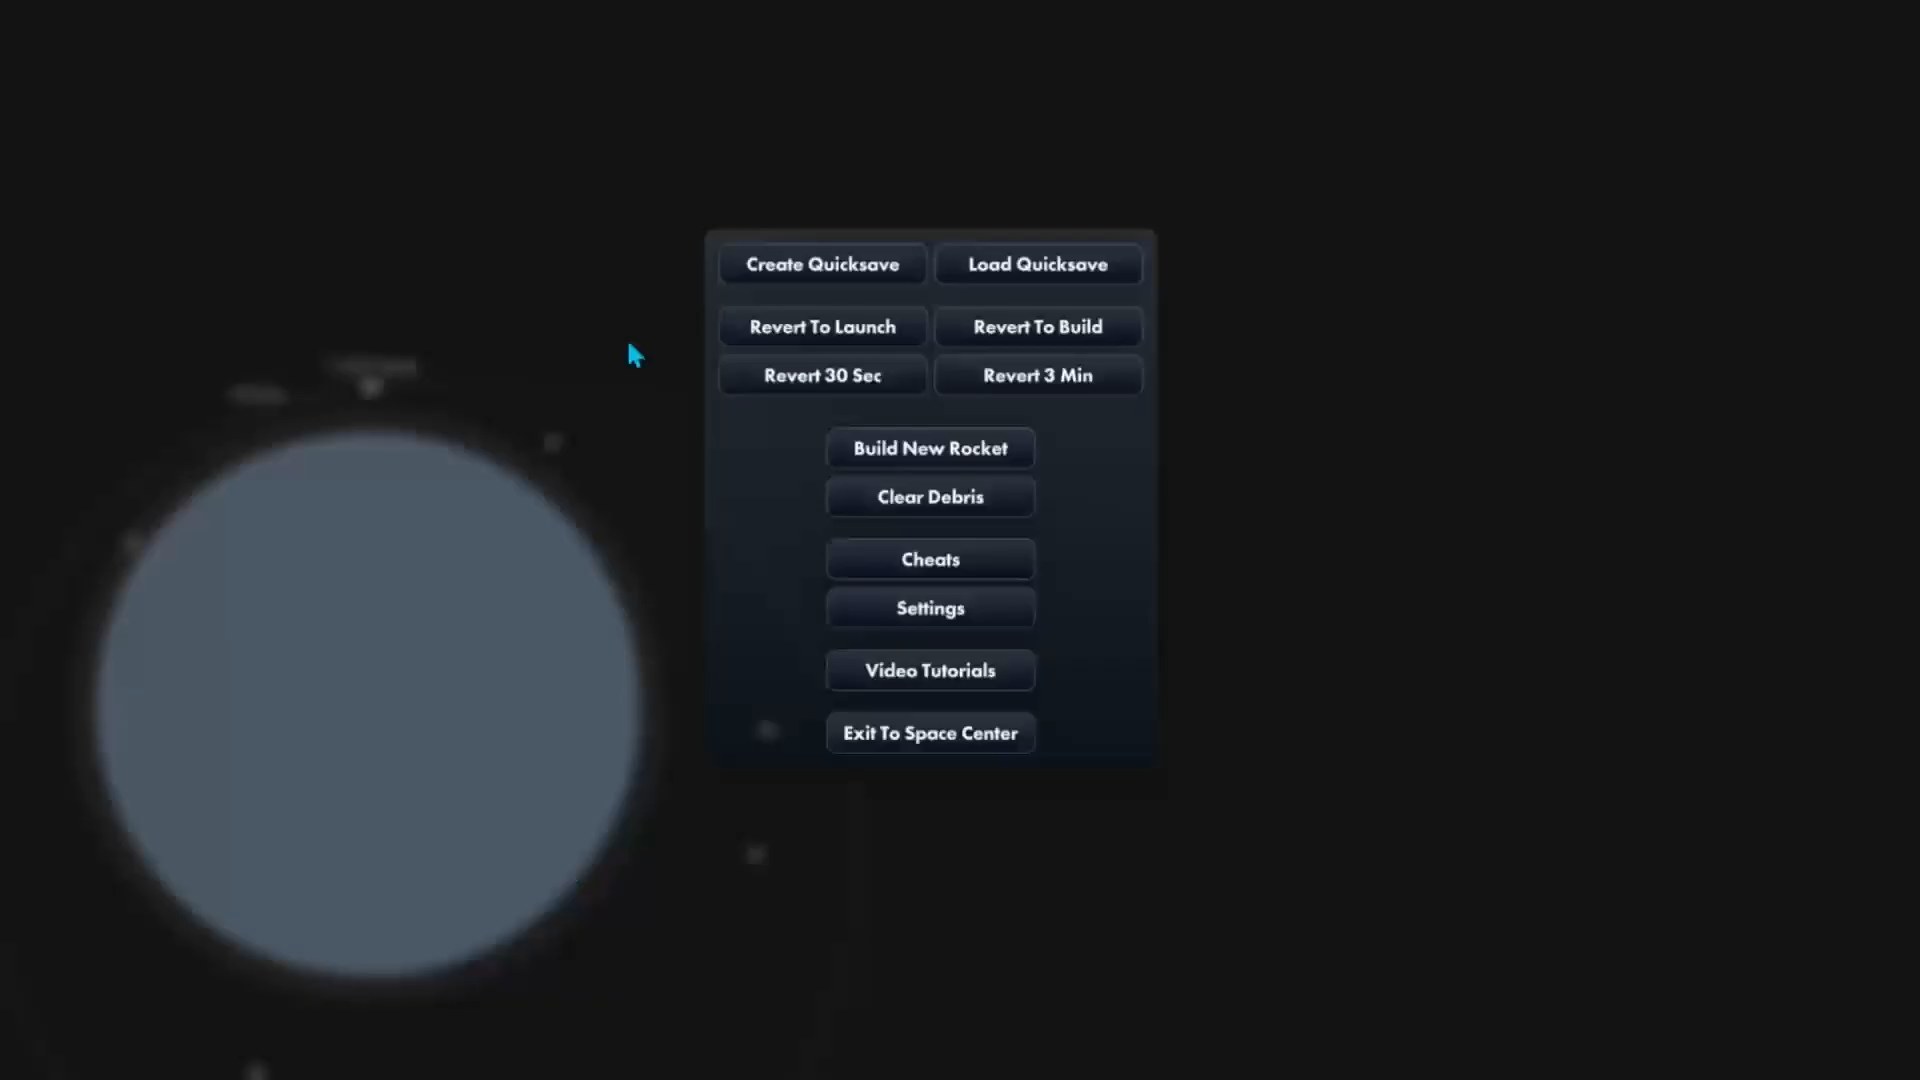 Create Quicksave
Load Quicksave
Revert To Launch
Revert To Build
Revert 30 Sec
Revert 3 Min
Build New Rocket
Clear Debris
Cheats
Settings
Video Tutorials
Exit To Space Center